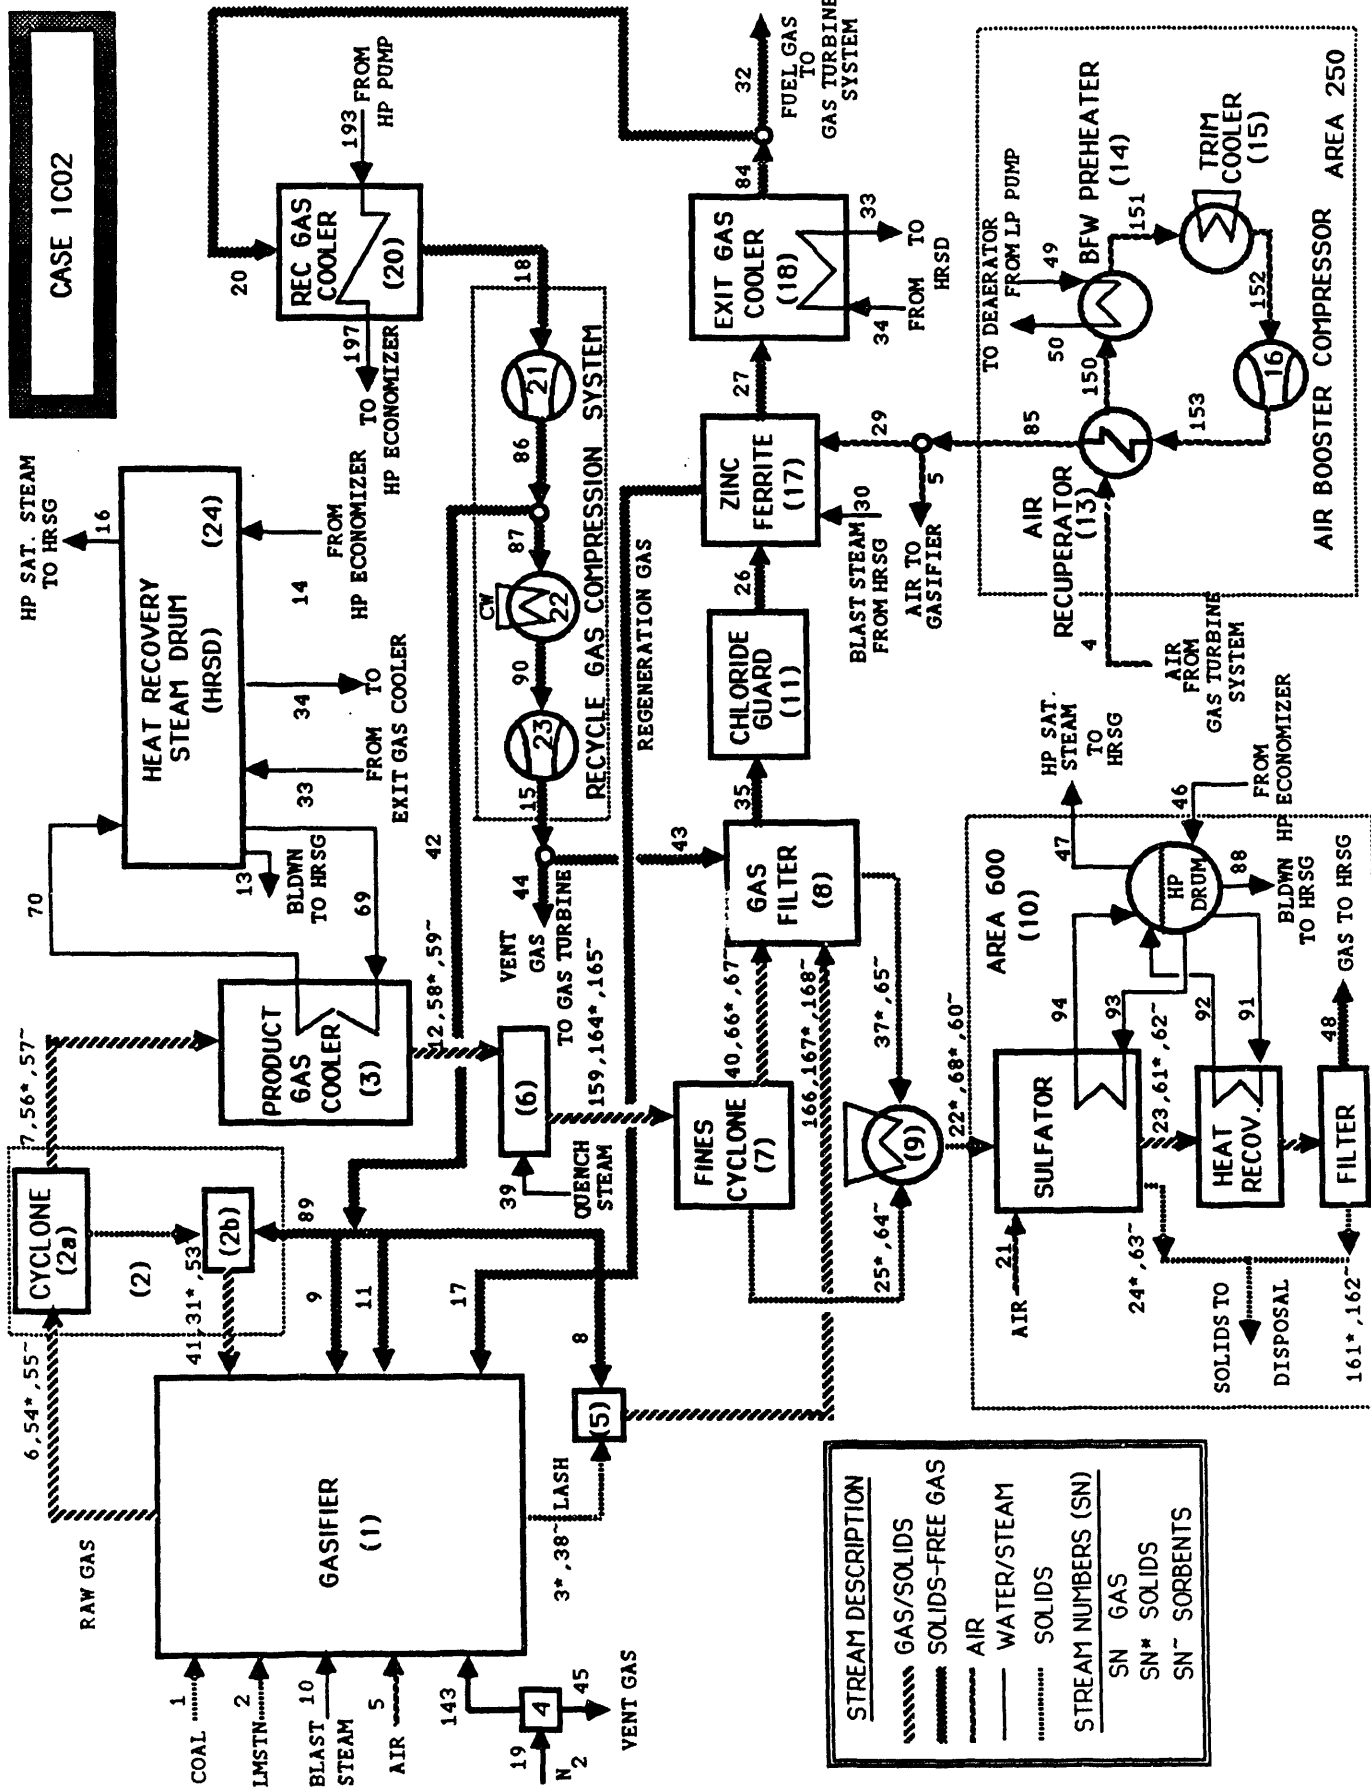 CASE 1C02
HP SAT. STEAM
TO HRSG
16
HEAT RECOVERY
STEAM DRUM
(HRSD)
(24)
FROM
HP ECONOMIZER
14
34
TO
EXIT GAS COOLER
33
FROM
13
BLDWN
TO HRSG
70
69
20
REC GAS
COOLER
(20)
193
FROM
HP PUMP
197
TO
HP ECONOMIZER
18
21
86
87
CW
22
90
23
15
RECYCLE GAS COMPRESSION SYSTEM
42
44
VENT
GAS
TO GAS TURBINE
43
REGENERATION GAS
7,56*,57~
PRODUCT
GAS
COOLER
(3)
12,58*,59~
(6)
39
QUENCH
STEAM
159,164*,165~
CYCLONE
(2a)
(2)
(2b)
89
41,31*,53
6,54*,55~
RAW GAS
9
11
17
8
GASIFIER
(1)
COAL
1
LMSTN
2
BLAST
STEAM
10
AIR
5
143
19
N2
4
45
VENT GAS
3*,38~
LASH
(5)
FINES
CYCLONE
(7)
40,66*,67~
166,167*,168~
GAS
FILTER
(8)
35
CHLORIDE
GUARD
(11)
26
ZINC
FERRITE
(17)
27
EXIT GAS
COOLER
(18)
84
32
FUEL GAS
TO
GAS TURBINE
SYSTEM
34
FROM
33
TO
HRSD
29
30
BLAST STEAM
FROM HRSG
5
AIR TO
GASIFIER
85
AIR
RECUPERATOR
(13)
4
AIR
FROM
GAS TURBINE
SYSTEM
150
TO DEAERATOR
FROM LP PUMP
50
49
BFW PREHEATER
(14)
151
TRIM
COOLER
(15)
152
16
153
AIR BOOSTER COMPRESSOR
AREA 250
37*,65~
25*,64~
(9)
22*,68*,60~
AREA 600
(10)
SULFATOR
AIR
21
94
93
23,61*,62~
24*,63~
HEAT
RECOV.
92
91
HP
DRUM
47
HP SAT.
STEAM
TO
HRSG
46
FROM
HP ECONOMIZER
88
BLDWN
TO HRSG
FILTER
48
GAS TO HRSG
161*,162~
SOLIDS TO
DISPOSAL
STREAM DESCRIPTION
GAS/SOLIDS
SOLIDS-FREE GAS
AIR
WATER/STEAM
SOLIDS
STREAM NUMBERS (SN)
SN GAS
SN* SOLIDS
SN~ SORBENTS